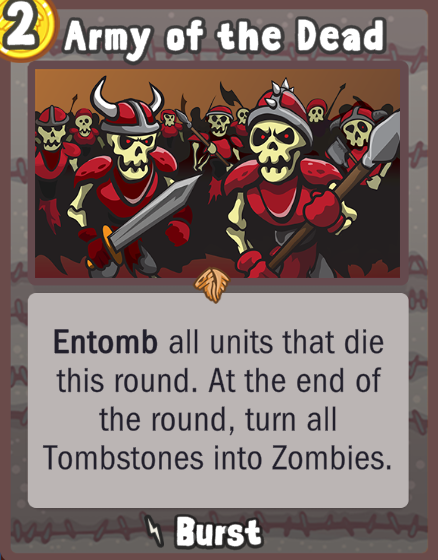 2
Army of the Dead
Entomb all units that die
this round. At the end of
the round, turn all
Tombstones into Zombies.
Burst